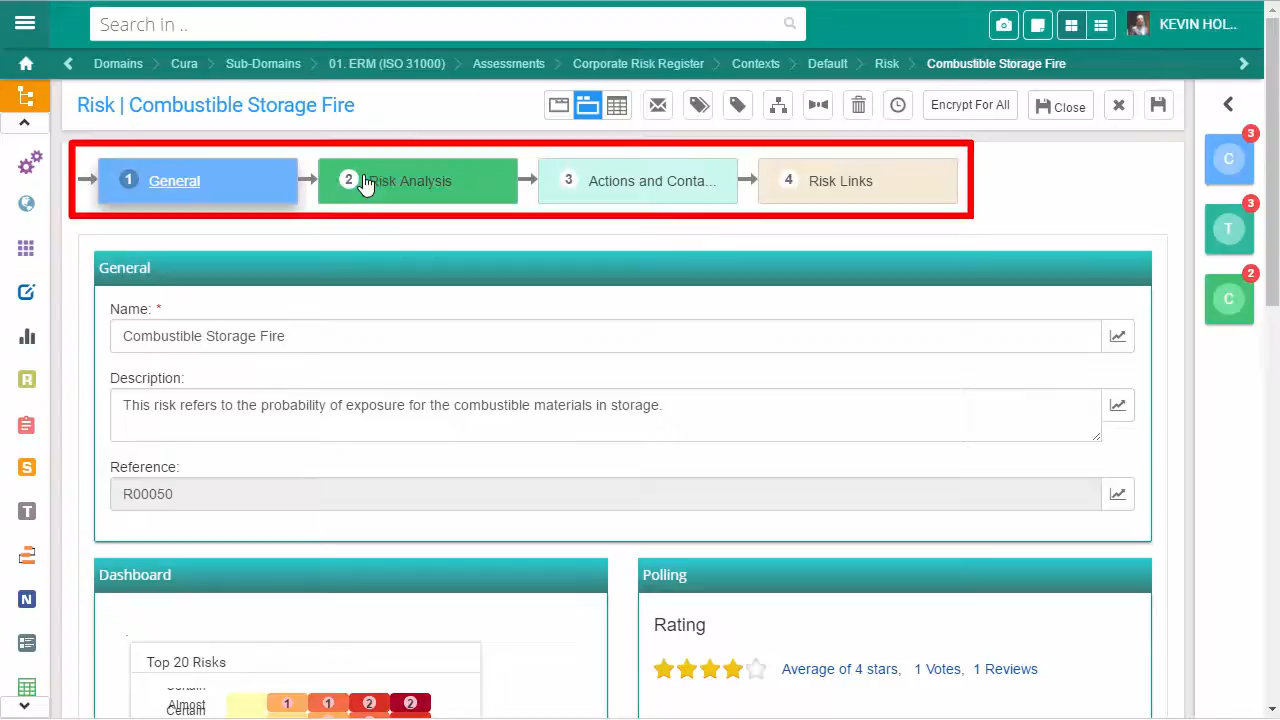 Search in ..
KEVIN HOL..
Domains Cura Sub-Domains 01. ERM (ISO 31000) Assessments Corporate Risk Register Contexts Default Risk Combustible Storage Fire
Risk | Combustible Storage Fire
Encrypt For All
Close
1 General
2 Risk Analysis
3 Actions and Conta...
4 Risk Links
C 3
T 3
C 2
R
S
T
N
General
Name: *
Combustible Storage Fire
Description:
This risk refers to the probability of exposure for the combustible materials in storage.
Reference:
R00050
Dashboard
Top 20 Risks
Certain
Almost
Certain
1 1 2 2
Polling
Rating
Average of 4 stars, 1 Votes, 1 Reviews